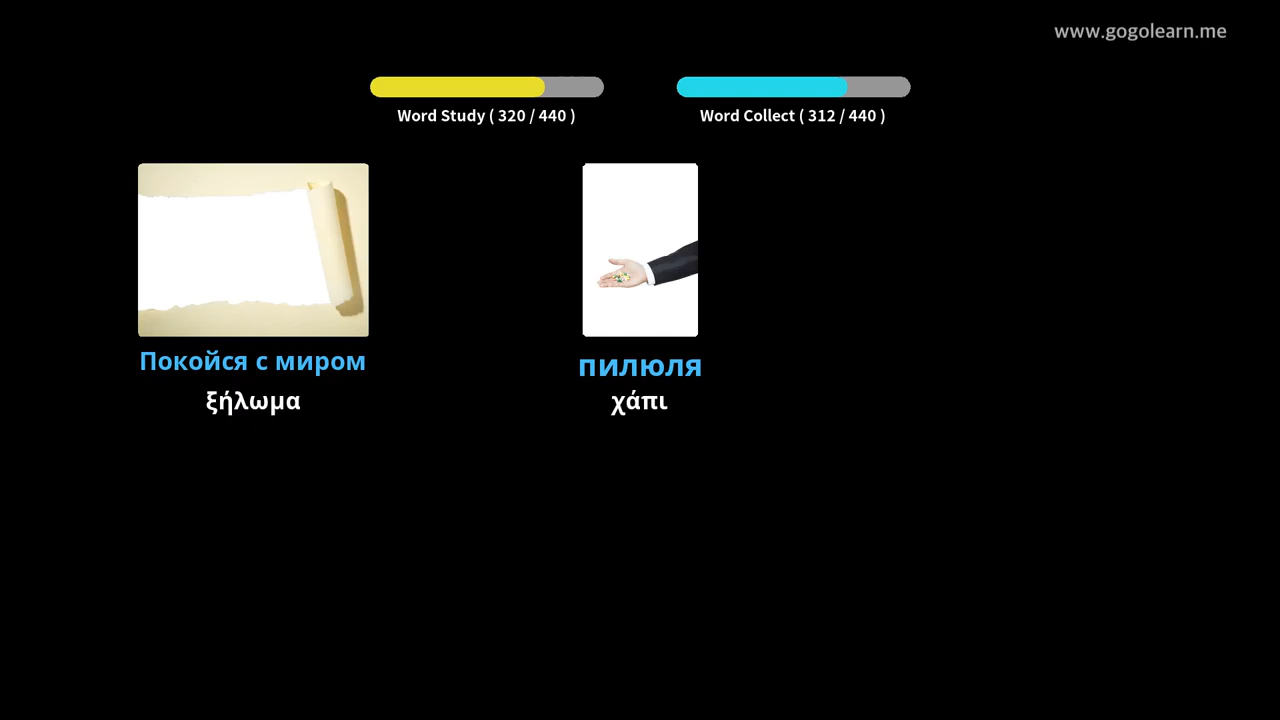 www.gogolearn.me
Word Study ( 320 / 440 )
Word Collect ( 312 / 440 )
Покойся с миром
ξήλωμα
пилюля
χάπι